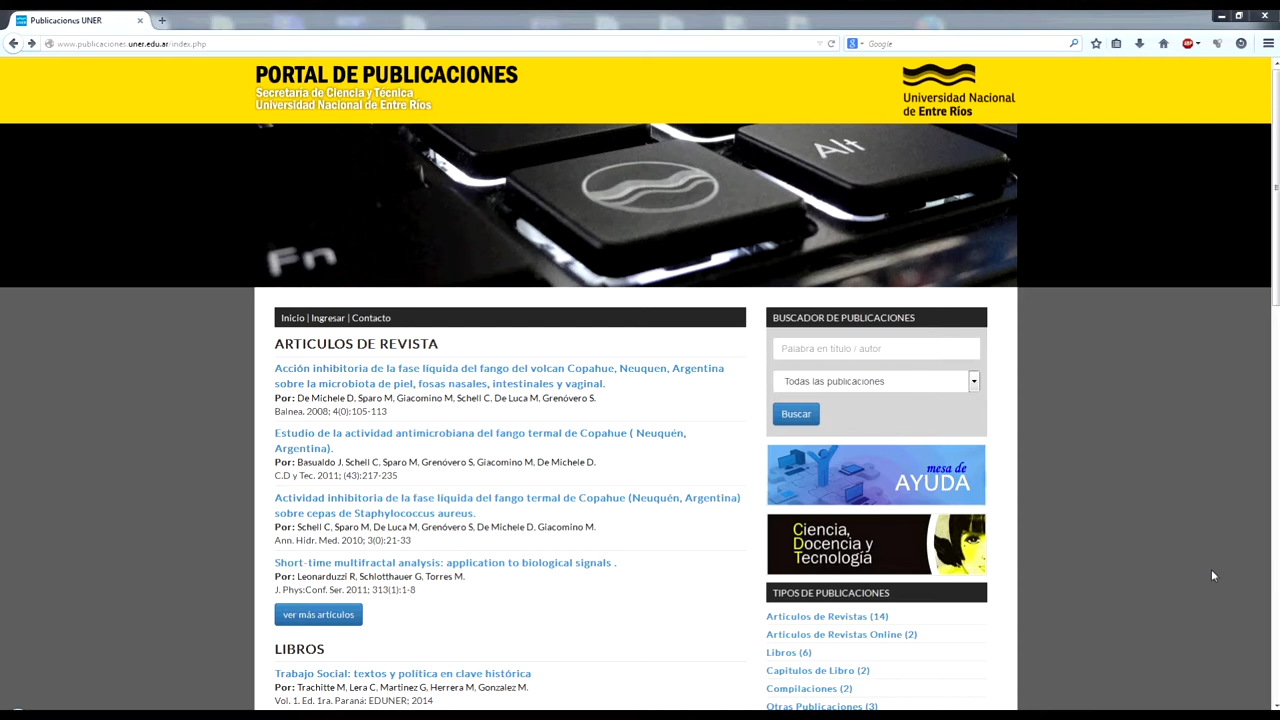 Publicaciones UNER
www.publicaciones.uner.edu.ar/index.php
Google
PORTAL DE PUBLICACIONES
Secretaría de Ciencia y Técnica
Universidad Nacional de Entre Ríos
Universidad Nacional
de Entre Ríos
Alt
Fn
Inicio | Ingresar | Contacto
ARTICULOS DE REVISTA
Acción inhibitoria de la fase líquida del fango del volcan Copahue, Neuquen, Argentina
sobre la microbiota de piel, fosas nasales, intestinales y vaginal.
Por: De Michele D, Sparo M, Giacomino M, Schell C, De Luca M, Grenóvero S.
Balnea. 2008; 4(0):105-113
Estudio de la actividad antimicrobiana del fango termal de Copahue ( Neuquén,
Argentina).
Por: Basualdo J, Schell C, Sparo M, Grenóvero S, Giacomino M, De Michele D.
C.D y Tec. 2011; (43):217-235
Actividad inhibitoria de la fase líquida del fango termal de Copahue (Neuquén, Argentina)
sobre cepas de Staphylococcus aureus.
Por: Schell C, Sparo M, De Luca M, Grenóvero S, De Michele D, Giacomino M.
Ann. Hidr. Med. 2010; 3(0):21-33
Short-time multifractal analysis: application to biological signals .
Por: Leonarduzzi R, Schlotthauer G, Torres M.
J. Phys:Conf. Ser. 2011; 313(1):1-8
ver más artículos
LIBROS
Trabajo Social: textos y política en clave histórica
Por: Trachitte M, Lera C, Martinez G, Herrera M, Gonzalez M.
Vol. 1. Ed. 1ra. Paraná: EDUNER; 2014
BUSCADOR DE PUBLICACIONES
Palabra en título / autor
Todas las publicaciones
Buscar
mesa de
AYUDA
Ciencia,
Docencia y
Tecnología
TIPOS DE PUBLICACIONES
Articulos de Revistas (14)
Articulos de Revistas Online (2)
Libros (6)
Capitulos de Libro (2)
Compilaciones (2)
Otras Publicaciones (3)